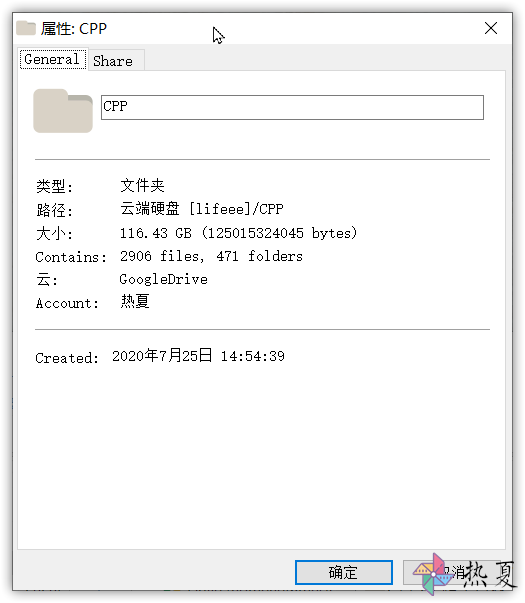 属性: CPP
General Share
CPP
类型: 文件夹
路径: 云端硬盘 [lifeee]/CPP
大小: 116.43 GB (125015324045 bytes)
Contains: 2906 files, 471 folders
云: GoogleDrive
Account: 热夏
Created: 2020年7月25日 14:54:39
确定 取消
热夏